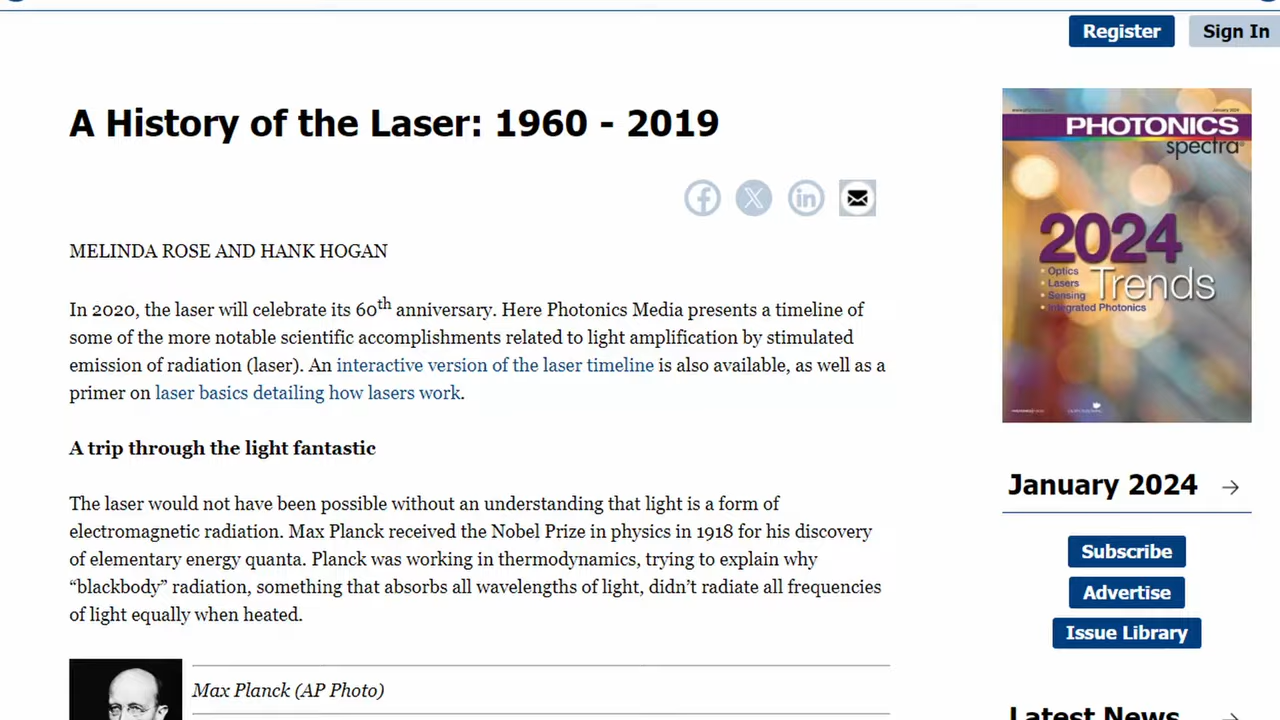 Register
Sign In
A History of the Laser: 1960 - 2019
MELINDA ROSE AND HANK HOGAN
In 2020, the laser will celebrate its 60th anniversary. Here Photonics Media presents a timeline of
some of the more notable scientific accomplishments related to light amplification by stimulated
emission of radiation (laser). An interactive version of the laser timeline is also available, as well as a
primer on laser basics detailing how lasers work.
A trip through the light fantastic
The laser would not have been possible without an understanding that light is a form of
electromagnetic radiation. Max Planck received the Nobel Prize in physics in 1918 for his discovery
of elementary energy quanta. Planck was working in thermodynamics, trying to explain why
“blackbody” radiation, something that absorbs all wavelengths of light, didn’t radiate all frequencies
of light equally when heated.
Max Planck (AP Photo)
January 2024
PHOTONICS
spectra
2024
Trends
• Optics
• Lasers
• Sensing
• Integrated Photonics
January 2024 →
Subscribe
Advertise
Issue Library
Latest News